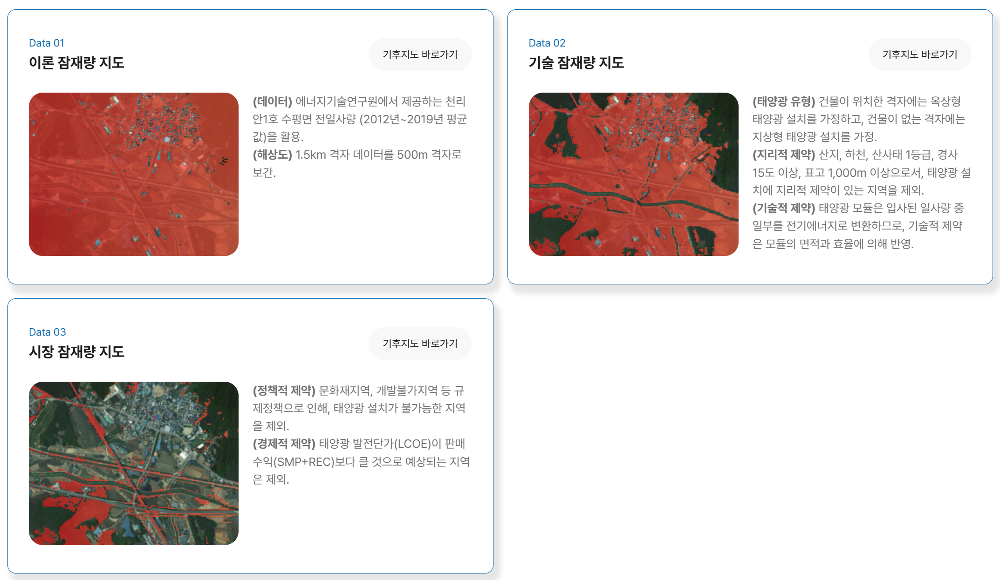 Data 01
이론 잠재량 지도
기후지도 바로가기
(데이터) 에너지기술연구원에서 제공하는 천리
안1호 수평면 전일사량 (2012년~2019년 평균
값)을 활용.
(해상도) 1.5km 격자 데이터를 500m 격자로
보간.
Data 02
기술 잠재량 지도
기후지도 바로가기
(태양광 유형) 건물이 위치한 격자에는 옥상형
태양광 설치를 가정하고, 건물이 없는 격자에는
지상형 태양광 설치를 가정.
(지리적 제약) 산지, 하천, 산사태 1등급, 경사
15도 이상, 표고 1,000m 이상으로서, 태양광 설
치에 지리적 제약이 있는 지역을 제외.
(기술적 제약) 태양광 모듈은 입사된 일사량 중
일부를 전기에너지로 변환하므로, 기술적 제약
은 모듈의 면적과 효율에 의해 반영.
Data 03
시장 잠재량 지도
기후지도 바로가기
(정책적 제약) 문화재지역, 개발불가지역 등 규
제정책으로 인해, 태양광 설치가 불가능한 지역
을 제외.
(경제적 제약) 태양광 발전단가(LCOE)이 판매
수익(SMP+REC)보다 클 것으로 예상되는 지역
은 제외.